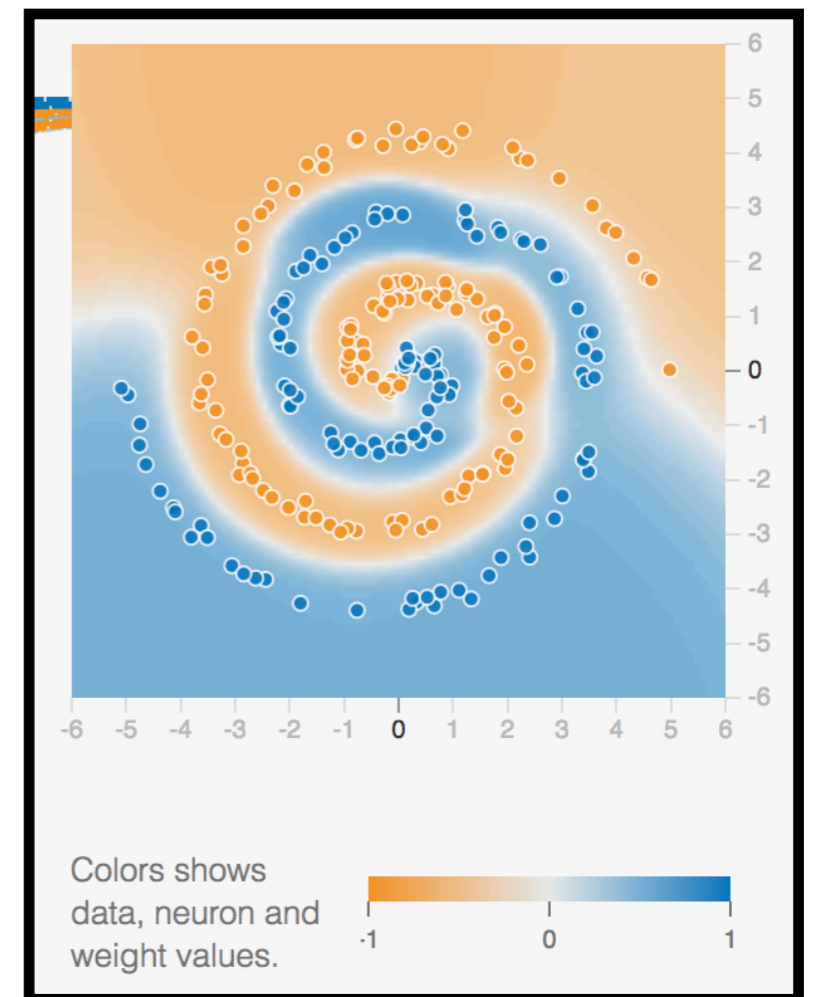 6
5
4
3
2
1
0
-1
-2
-3
-4
-5
-6
-6 -5 -4 -3 -2 -1 0 1 2 3 4 5 6
Colors shows
data, neuron and
weight values.
-1 0 1